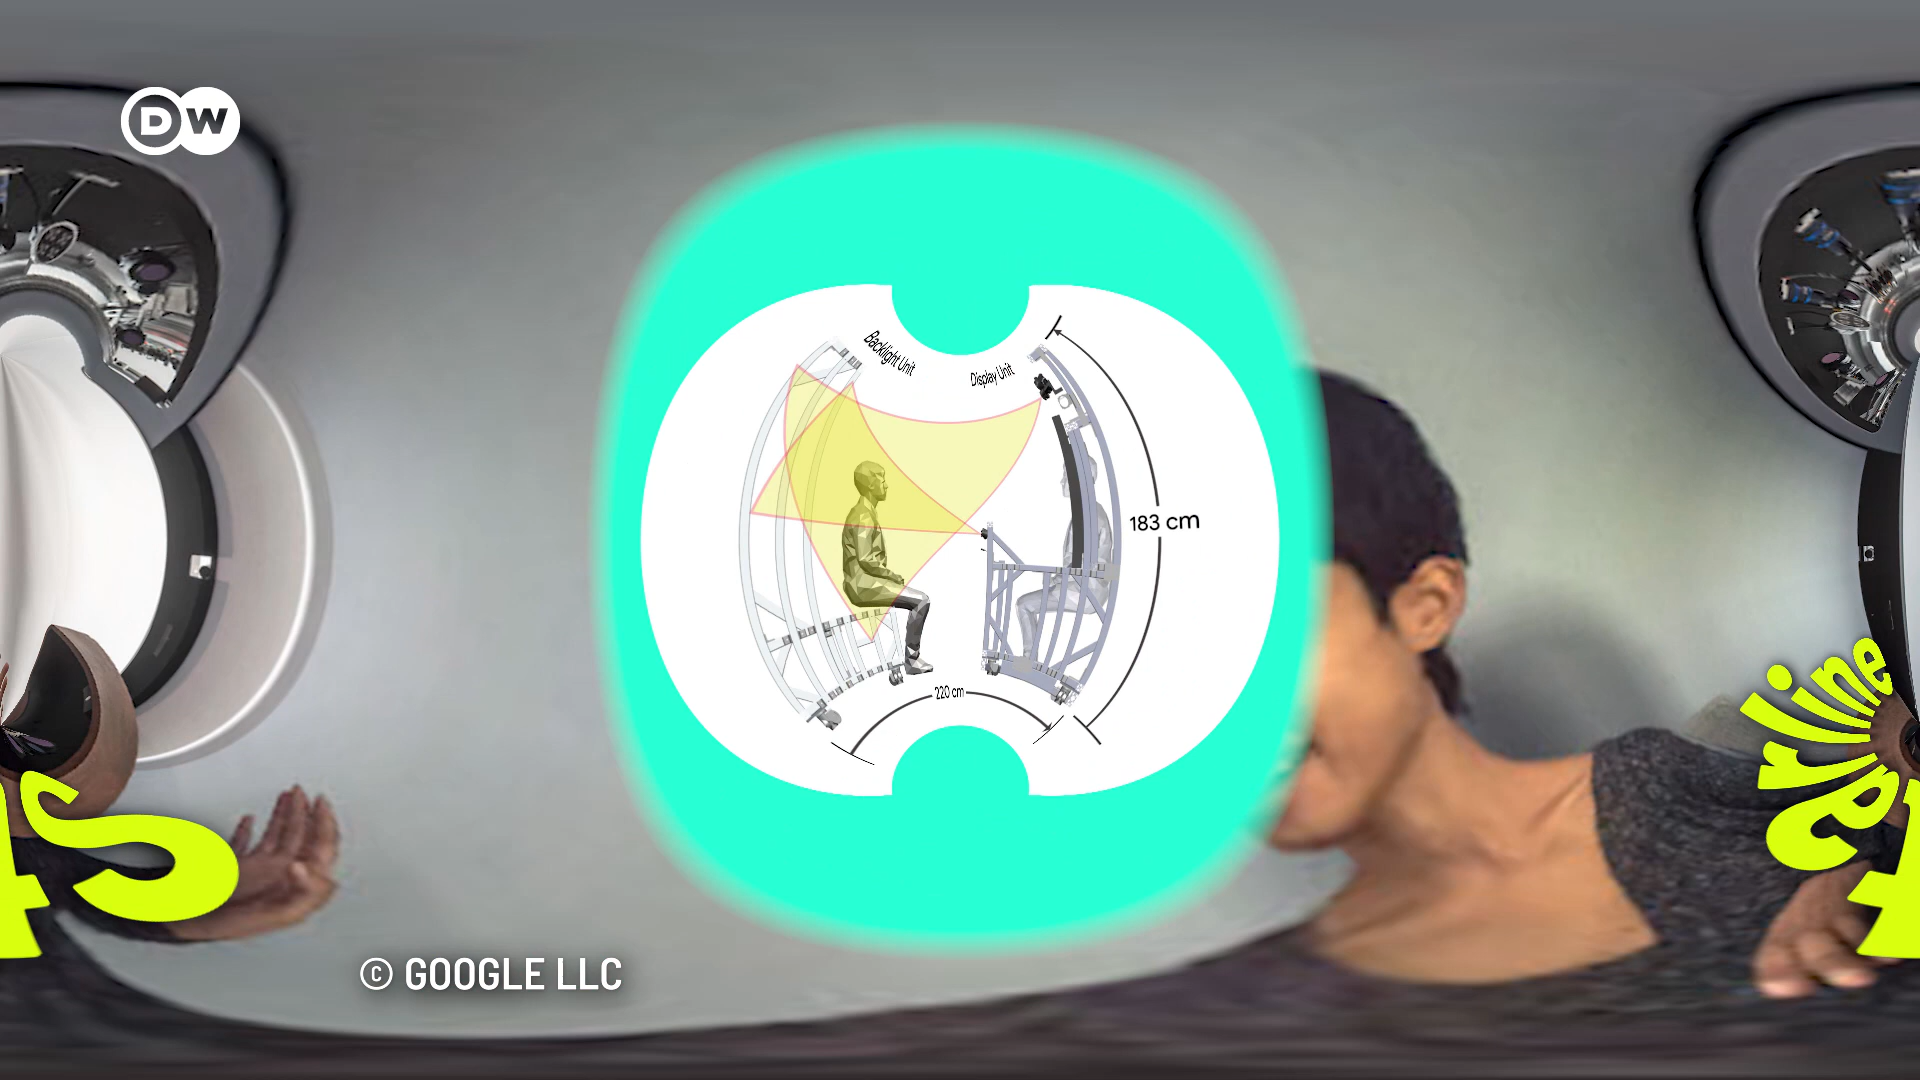 DW
Backlight Unit
Display Unit
183 cm
220 cm
© GOOGLE LLC